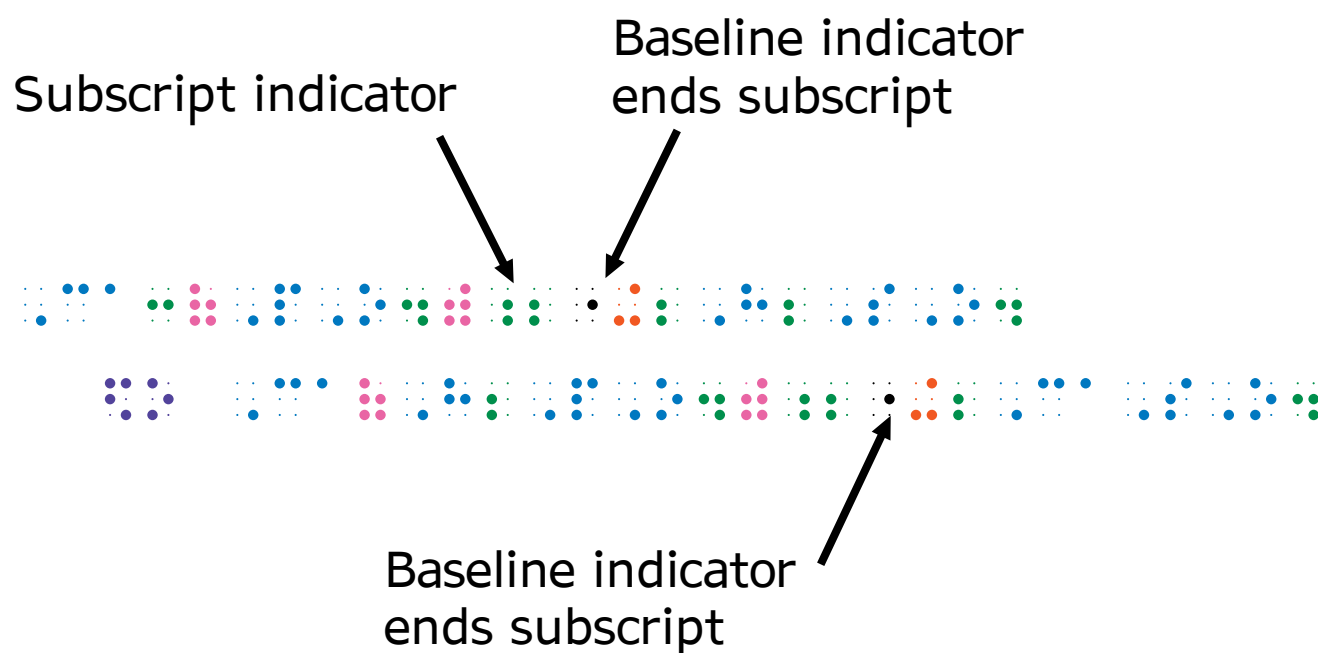 Baseline indicator
ends subscript
Subscript indicator
⠠⠉⠁⠒⠷⠠⠏⠠⠕⠲⠾⠰⠆⠐⠬⠆⠠⠓⠆⠠⠎⠠⠕⠲
⠫⠕ ⠠⠉⠁⠷⠠⠓⠆⠠⠏⠠⠕⠲⠾⠰⠆⠐⠬⠆⠠⠉⠁⠠⠎⠠⠕⠲
Baseline indicator
ends subscript